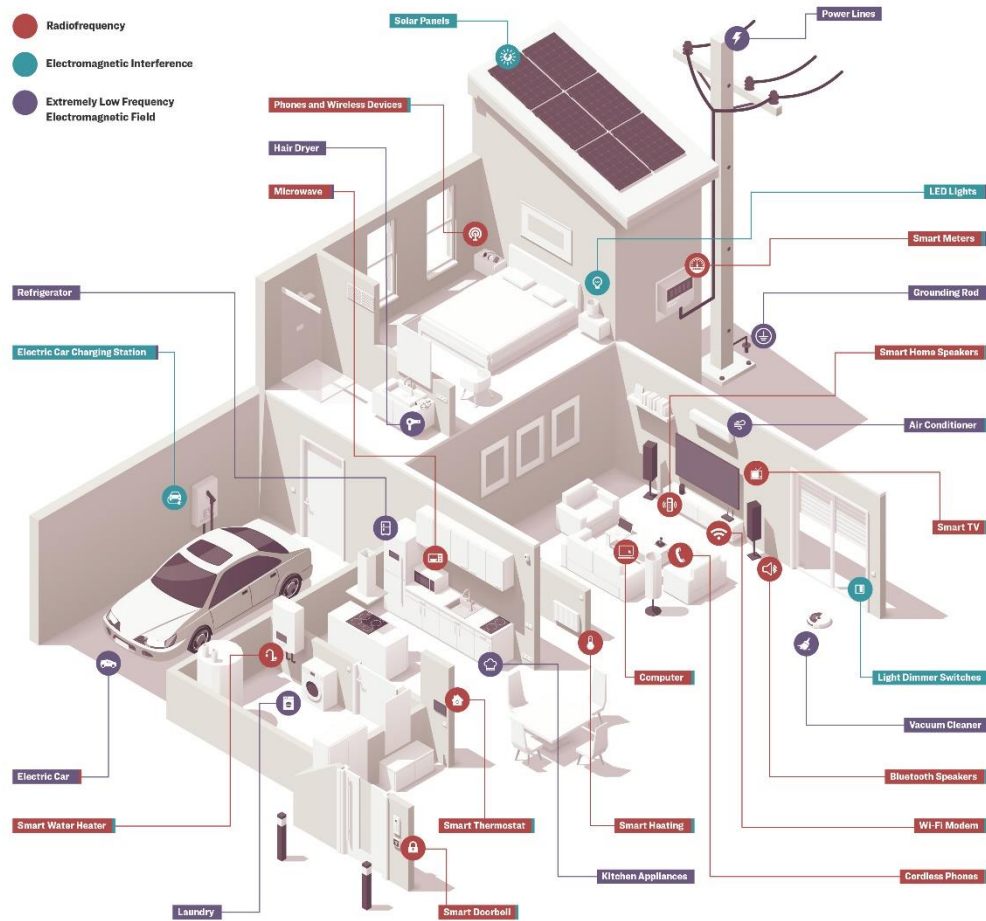 Radiofrequency
Electromagnetic Interference
Extremely Low Frequency
Electromagnetic Field
Solar Panels
Power Lines
Phones and Wireless Devices
Hair Dryer
Microwave
LED Lights
Smart Meters
Refrigerator
Grounding Rod
Electric Car Charging Station
Smart Home Speakers
Air Conditioner
Smart TV
Computer
Light Dimmer Switches
Vacuum Cleaner
Electric Car
Bluetooth Speakers
Smart Water Heater
Smart Thermostat
Smart Heating
Wi-Fi Modem
Kitchen Appliances
Cordless Phones
Laundry
Smart Doorbell